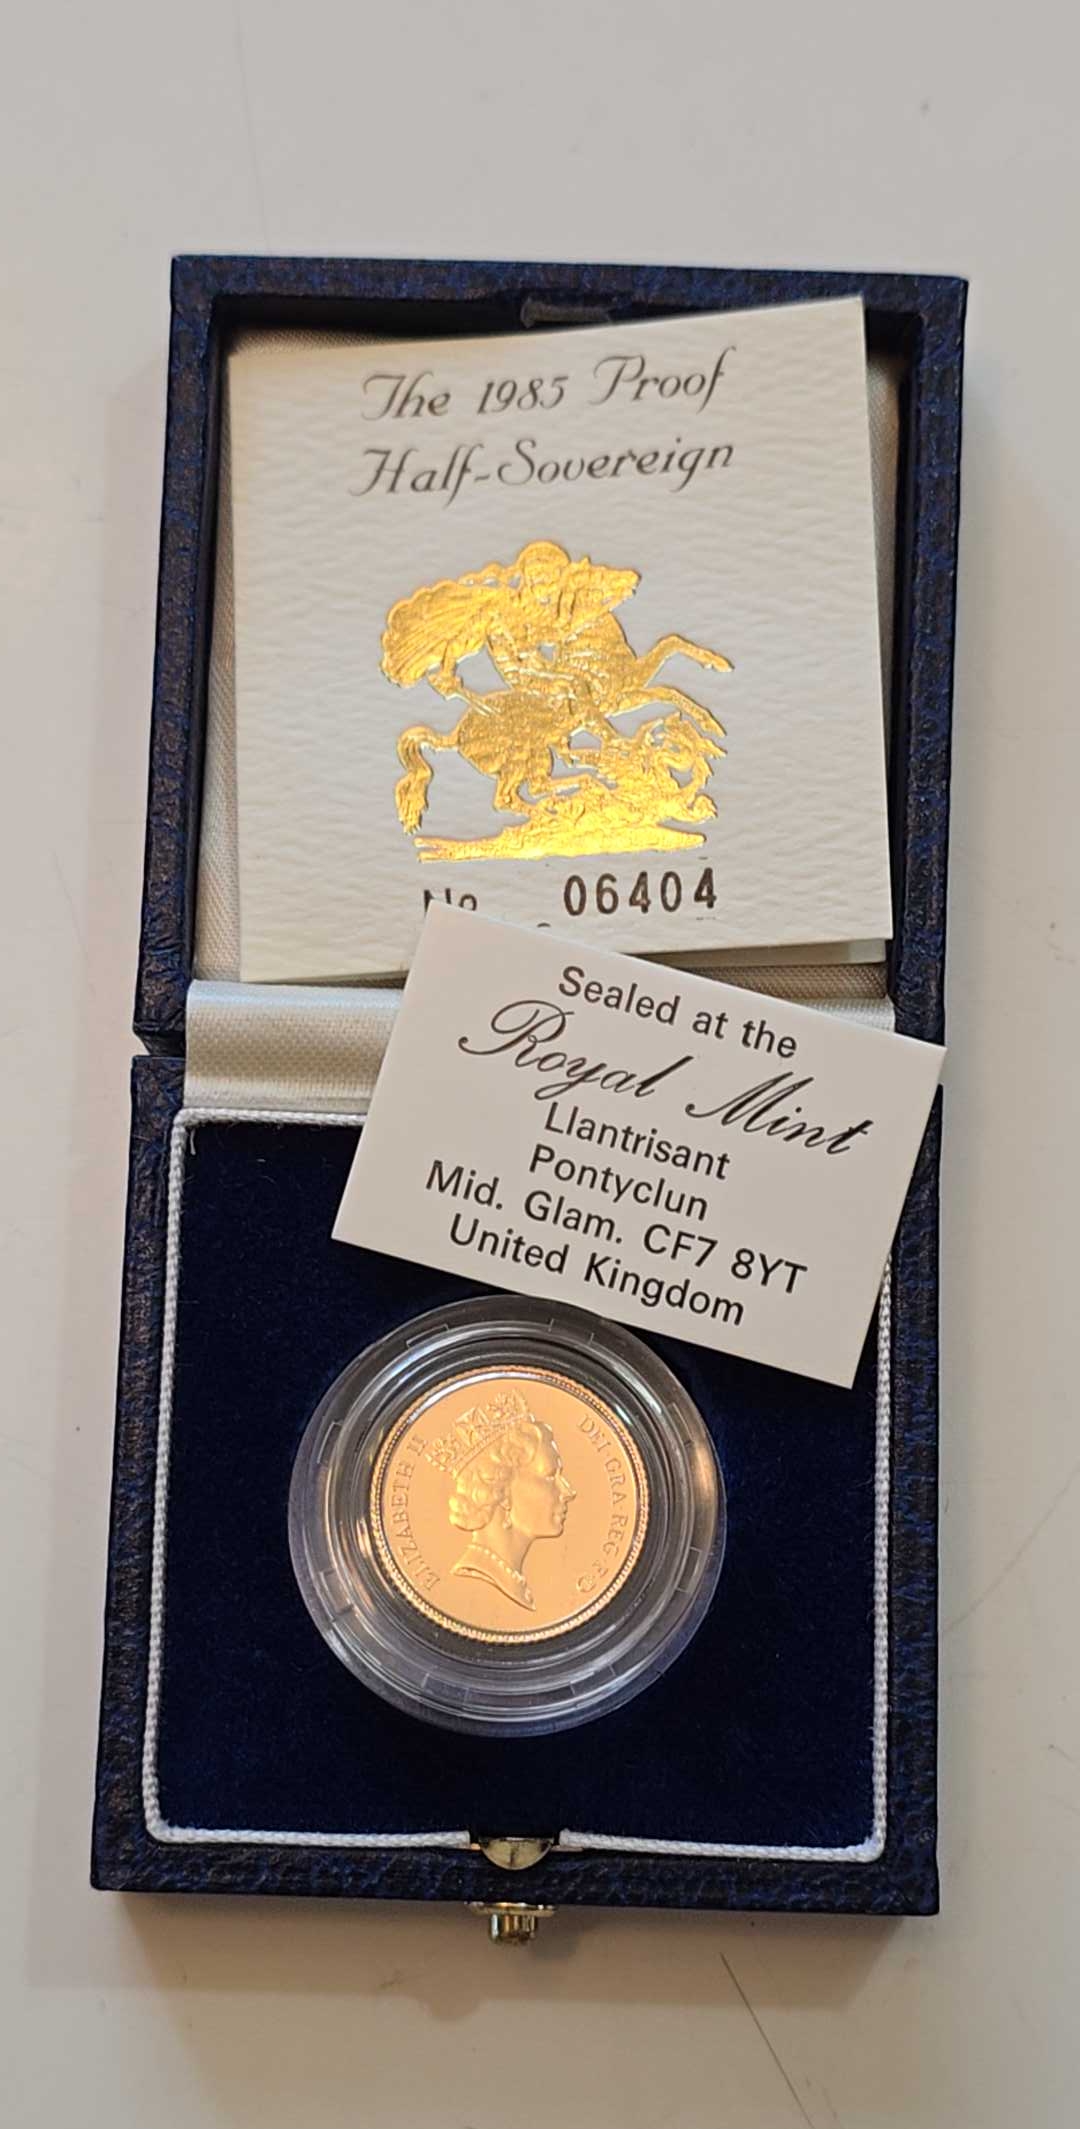 The 1985 Proof
Half-Sovereign
No 06404
Sealed at the
Royal Mint
Llantrisant
Pontyclun
Mid. Glam. CF7 8YT
United Kingdom
ELIZABETH II DEI·GRA·REG·F·D